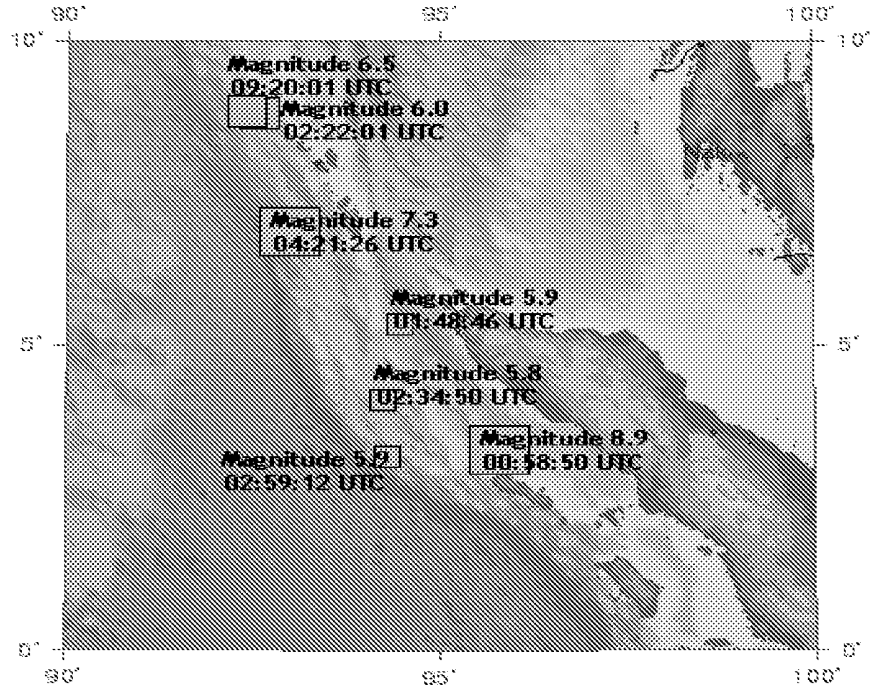 90° 95° 100°
10° 10°
Magnitude 6.5
09:20:01 UTC
Magnitude 6.0
02:22:01 UTC
Magnitude 7.3
04:21:26 UTC
Magnitude 5.9
01:48:46 UTC
5° 5°
Magnitude 5.8
02:34:50 UTC
Magnitude 8.9
00:58:50 UTC
Magnitude 5.9
02:59:12 UTC
0° 0°
90° 95° 100°